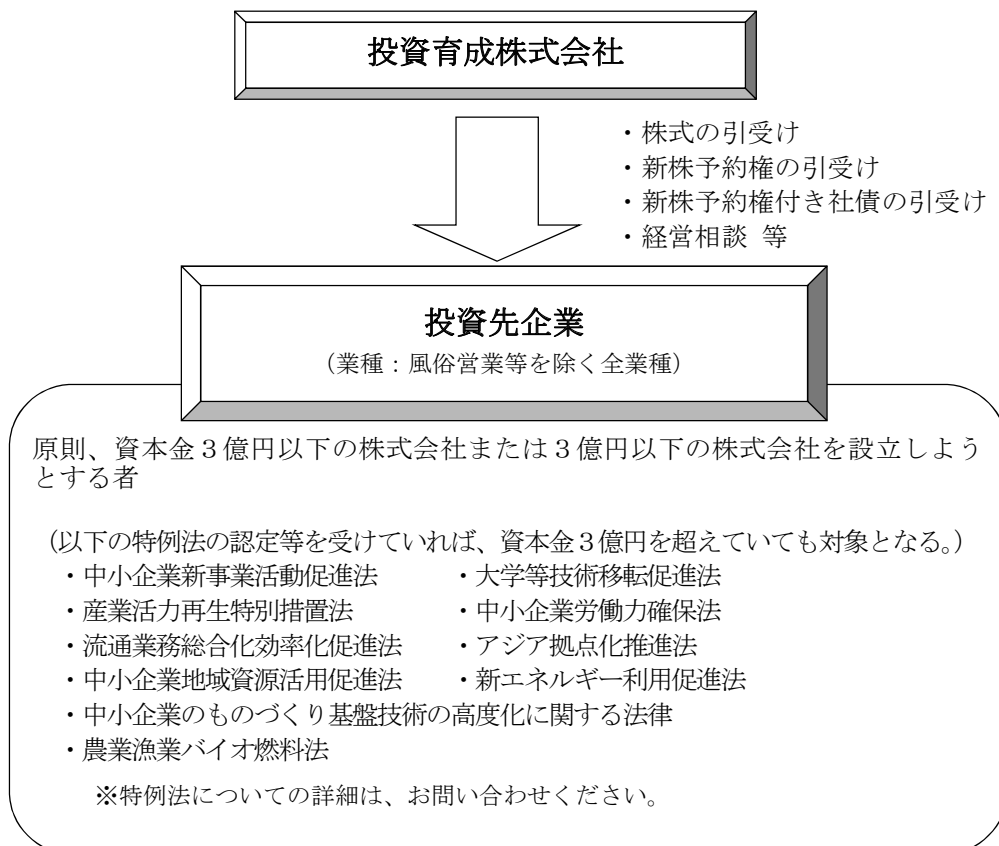 投資育成株式会社
・株式の引受け
・新株予約権の引受け
・新株予約権付き社債の引受け
・経営相談 等
投資先企業
（業種：風俗営業等を除く全業種）
原則、資本金３億円以下の株式会社または３億円以下の株式会社を設立しよう
とする者
（以下の特例法の認定等を受けていれば、資本金３億円を超えていても対象となる。）
・中小企業新事業活動促進法 ・大学等技術移転促進法
・産業活力再生特別措置法 ・中小企業労働力確保法
・流通業務総合化効率化促進法 ・アジア拠点化推進法
・中小企業地域資源活用促進法 ・新エネルギー利用促進法
・中小企業のものづくり基盤技術の高度化に関する法律
・農業漁業バイオ燃料法
※特例法についての詳細は、お問い合わせください。